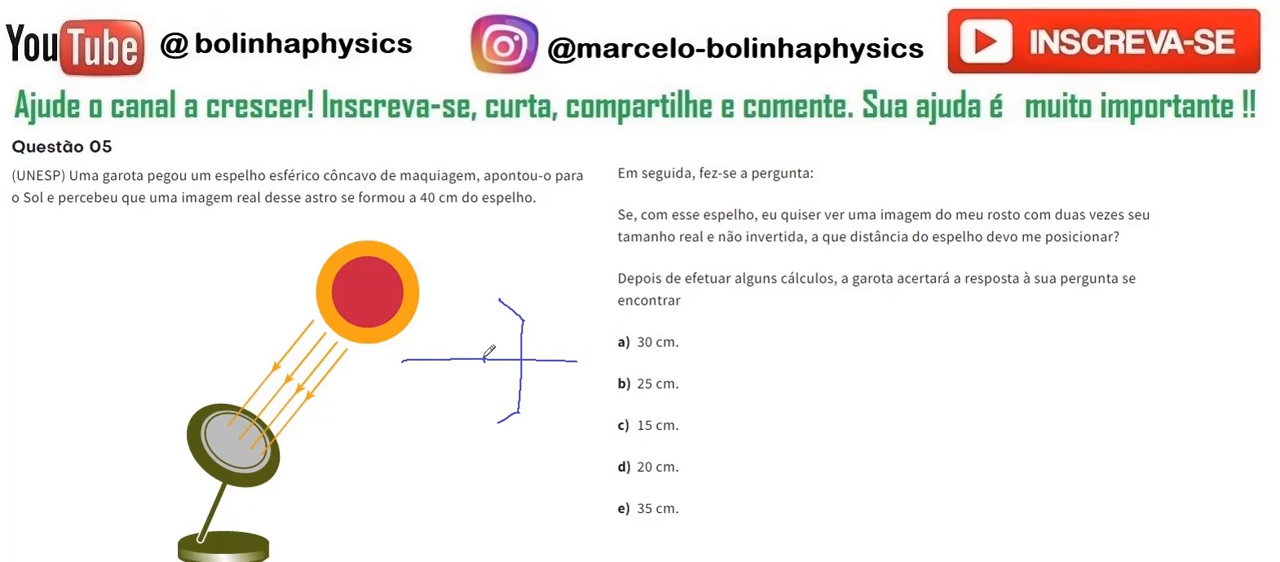 YouTube @bolinhaphysics @marcelo-bolinhaphysics INSCREVA-SE
Ajude o canal a crescer! Inscreva-se, curta, compartilhe e comente. Sua ajuda é muito importante !!
Questão 05
(UNESP) Uma garota pegou um espelho esférico côncavo de maquiagem, apontou-o para
o Sol e percebeu que uma imagem real desse astro se formou a 40 cm do espelho.
Em seguida, fez-se a pergunta:
Se, com esse espelho, eu quiser ver uma imagem do meu rosto com duas vezes seu
tamanho real e não invertida, a que distância do espelho devo me posicionar?
Depois de efetuar alguns cálculos, a garota acertará a resposta à sua pergunta se
encontrar
a) 30 cm.
b) 25 cm.
c) 15 cm.
d) 20 cm.
e) 35 cm.